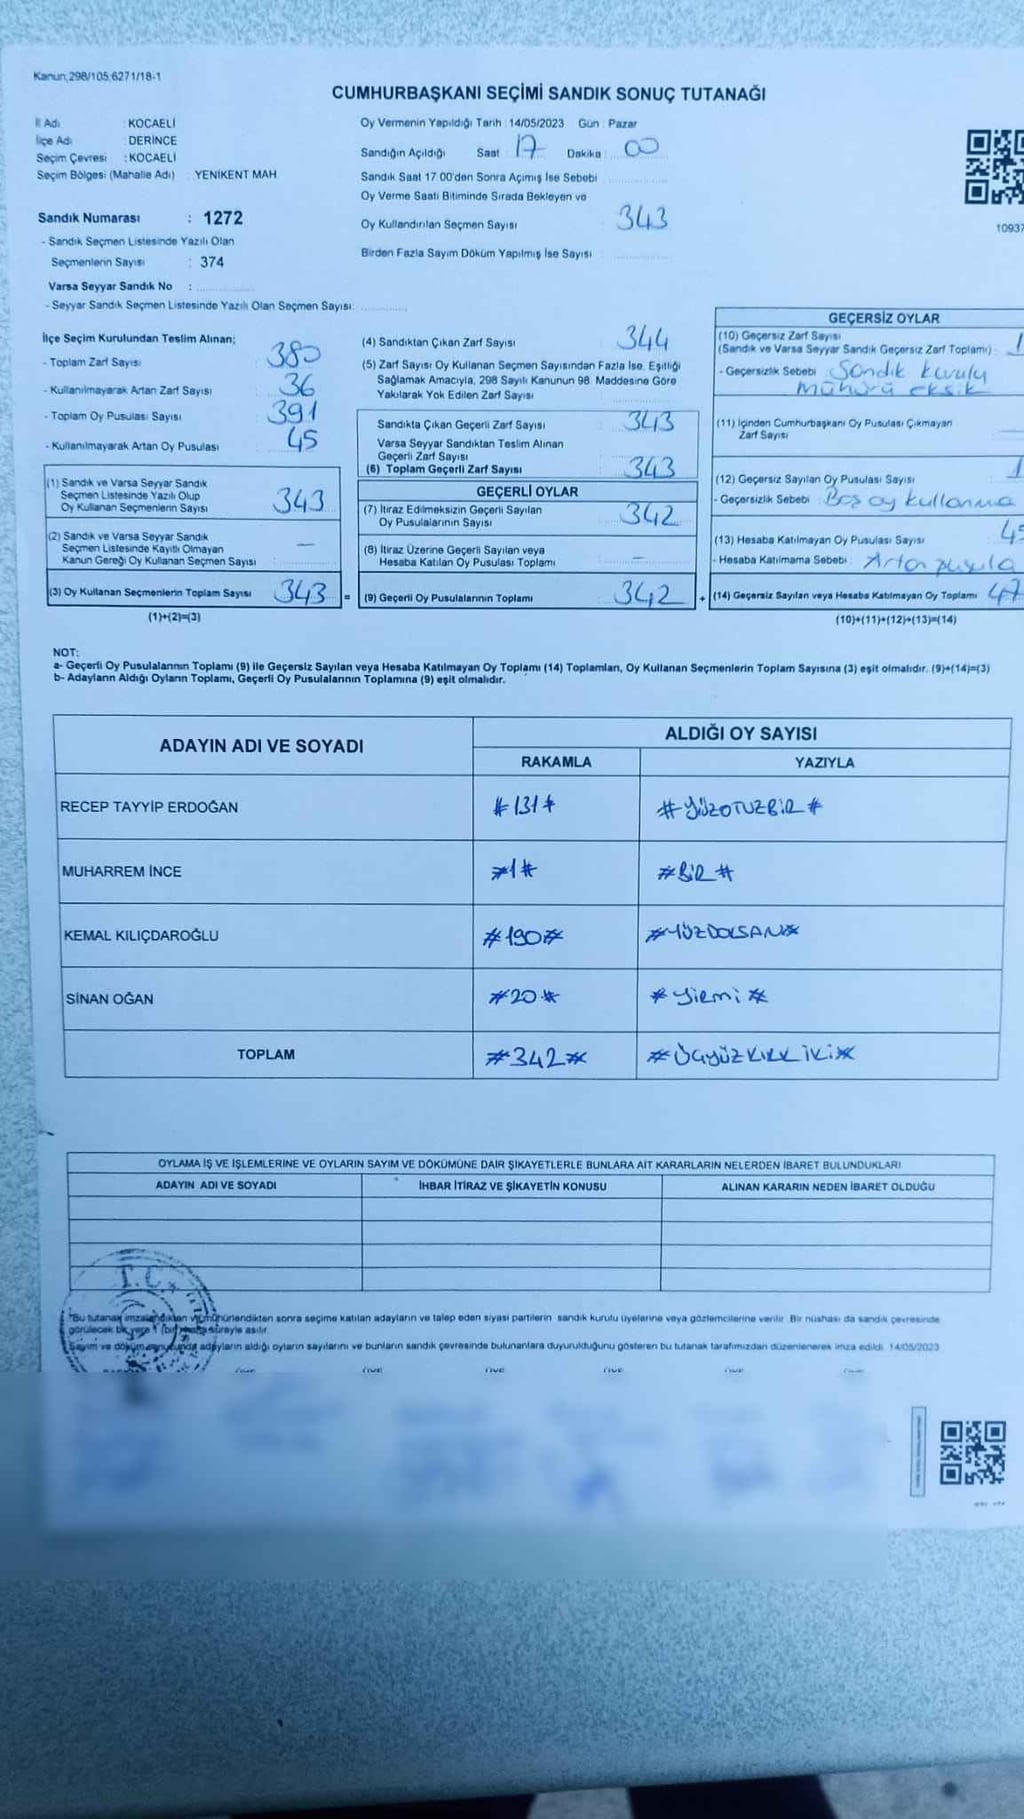 Kanun;298/105;6271/18-1
CUMHURBAŞKANI SEÇİMİ SANDIK SONUÇ TUTANAĞI
İl Adı : KOCAELİ
İlçe Adı : DERİNCE
Seçim Çevresi : KOCAELİ
Seçim Bölgesi (Mahalle Adı) : YENİKENT MAH
Sandık Numarası : 1272
- Sandık Seçmen Listesinde Yazılı Olan
Seçmenlerin Sayısı : 374
Varsa Seyyar Sandık No :
- Seyyar Sandık Seçmen Listesinde Yazılı Olan Seçmen Sayısı:
Oy Vermenin Yapıldığı Tarih : 14/05/2023 Gün : Pazar
Sandığın Açıldığı Saat : 17 Dakika : 00
Sandık Saat 17:00'den Sonra Açımış İse Sebebi :
Oy Verme Saati Bitiminde Sırada Bekleyen ve
Oy Kullandırılan Seçmen Sayısı : 343
Birden Fazla Sayım Döküm Yapılmış İse Sayısı :
10937
İlçe Seçim Kurulundan Teslim Alınan;
- Toplam Zarf Sayısı : 380
- Kullanılmayarak Artan Zarf Sayısı : 36
- Toplam Oy Pusulası Sayısı : 391
- Kullanılmayarak Artan Oy Pusulası : 45
(1) Sandık ve Varsa Seyyar Sandık
Seçmen Listesinde Yazılı Olup
Oy Kullanan Seçmenlerin Sayısı : 343
(2) Sandık ve Varsa Seyyar Sandık
Seçmen Listesinde Kayıtlı Olmayan
Kanun Gereği Oy Kullanan Seçmen Sayısı : —
(3) Oy Kullanan Seçmenlerin Toplam Sayısı : 343 =
(1)+(2)=(3)
(4) Sandıktan Çıkan Zarf Sayısı : 344
(5) Zarf Sayısı Oy Kullanan Seçmen Sayısından Fazla İse, Eşitliği
Sağlamak Amacıyla, 298 Sayılı Kanunun 98. Maddesine Göre
Yakılarak Yok Edilen Zarf Sayısı :
Sandıkta Çıkan Geçerli Zarf Sayısı : 343
Varsa Seyyar Sandıktan Teslim Alınan
Geçerli Zarf Sayısı :
(6) Toplam Geçerli Zarf Sayısı : 343
GEÇERLİ OYLAR
(7) İtiraz Edilmeksizin Geçerli Sayılan
Oy Pusulalarının Sayısı : 342
(8) İtiraz Üzerine Geçerli Sayılan veya
Hesaba Katılan Oy Pusulası Toplamı : —
(9) Geçerli Oy Pusulalarının Toplamı : 342 +
GEÇERSİZ OYLAR
(10) Geçersiz Zarf Sayısı
(Sandık ve Varsa Seyyar Sandık Geçersiz Zarf Toplamı) : 1
- Geçersizlik Sebebi : Sandık kurulu
mühürü eksik
(11) İçinden Cumhurbaşkanı Oy Pusulası Çıkmayan
Zarf Sayısı : —
(12) Geçersiz Sayılan Oy Pusulası Sayısı : 1
- Geçersizlik Sebebi : Boş oy kullanma
(13) Hesaba Katılmayan Oy Pusulası Sayısı : 45
- Hesaba Katılmama Sebebi : Artan pusula
(14) Geçersiz Sayılan veya Hesaba Katılmayan Oy Toplamı : 47
(10)+(11)+(12)+(13)=(14)
NOT:
a- Geçerli Oy Pusulalarının Toplamı (9) ile Geçersiz Sayılan veya Hesaba Katılmayan Oy Toplamı (14) Toplamları, Oy Kullanan Seçmenlerin Toplam Sayısına (3) eşit olmalıdır. (9)+(14)=(3)
b- Adayların Aldığı Oyların Toplamı, Geçerli Oy Pusulalarının Toplamına (9) eşit olmalıdır.
ADAYIN ADI VE SOYADI
ALDIĞI OY SAYISI
RAKAMLA YAZIYLA
RECEP TAYYİP ERDOĞAN #131# #YÜZOTUZBİR#
MUHARREM İNCE #1# #BİR#
KEMAL KILIÇDAROĞLU #190# #YÜZDOKSAN#
SİNAN OĞAN #20# #Yirmi#
TOPLAM #342# #ÜçyüzKIRKİKİ#
OYLAMA İŞ VE İŞLEMLERİNE VE OYLARIN SAYIM VE DÖKÜMÜNE DAİR ŞİKAYETLERLE BUNLARA AİT KARARLARIN NELERDEN İBARET BULUNDUKLARI
ADAYIN ADI VE SOYADI İHBAR İTİRAZ VE ŞİKAYETİN KONUSU ALINAN KARARIN NEDEN İBARET OLDUĞU
T.C.
*Bu tutanak imzalandıktan ve mühürlendikten sonra seçime katılan adayların ve talep eden siyasi partilerin sandık kurulu üyelerine veya gözlemcilerine verilir. Bir nüshası da sandık çevresinde
görülecek bir yere 1 (bir) hafta süreyle asılır.
Sayım ve döküm sonucunda adayların aldığı oyların sayılarını ve bunların sandık çevresinde bulunanlara duyurulduğunu gösteren bu tutanak tarafımızdan düzenlenerek imza edildi. 14/05/2023